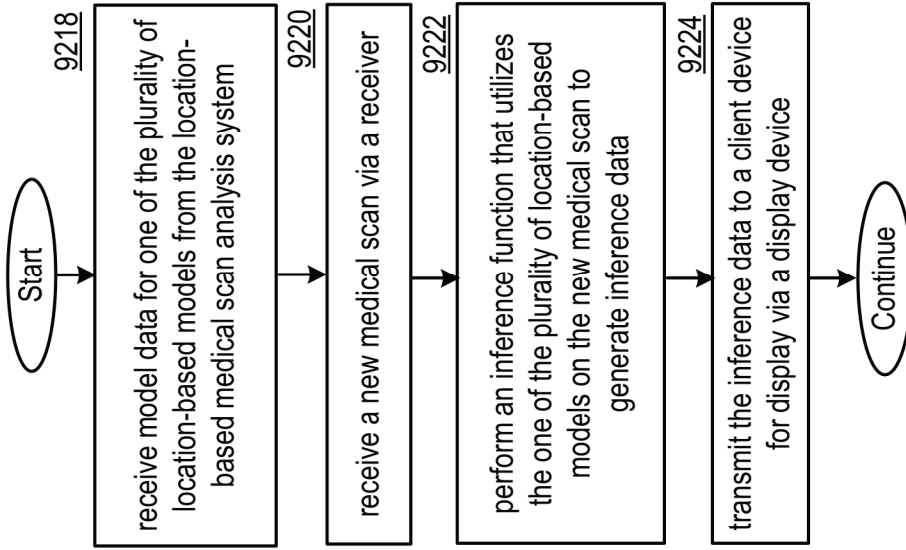 Start
9218
receive model data for one of the plurality of
location-based models from the location-
based medical scan analysis system
9220
receive a new medical scan via a receiver
9222
perform an inference function that utilizes
the one of the plurality of location-based
models on the new medical scan to
generate inference data
9224
transmit the inference data to a client device
for display via a display device
Continue